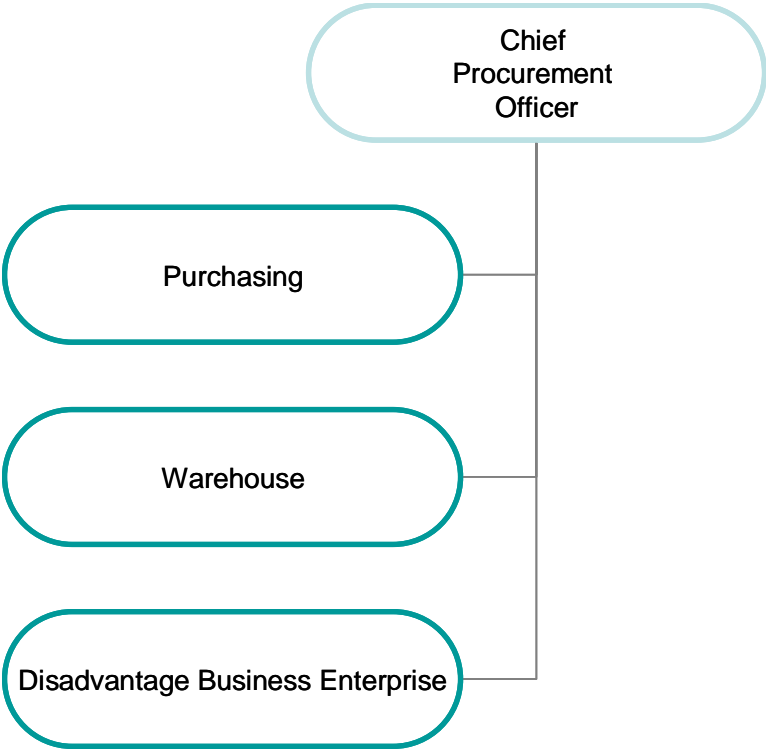 Chief
Procurement
Officer
Purchasing
Warehouse
Disadvantage Business Enterprise